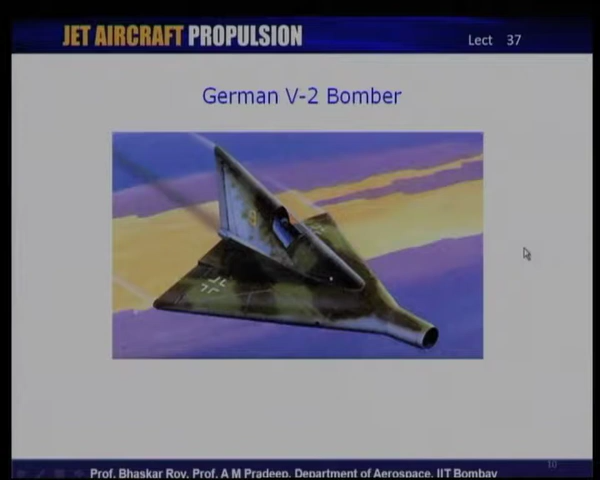 JET AIRCRAFT PROPULSION
Lect 37
German V-2 Bomber
10
Prof. Bhaskar Roy, Prof. A M Pradeep, Department of Aerospace, IIT Bombay